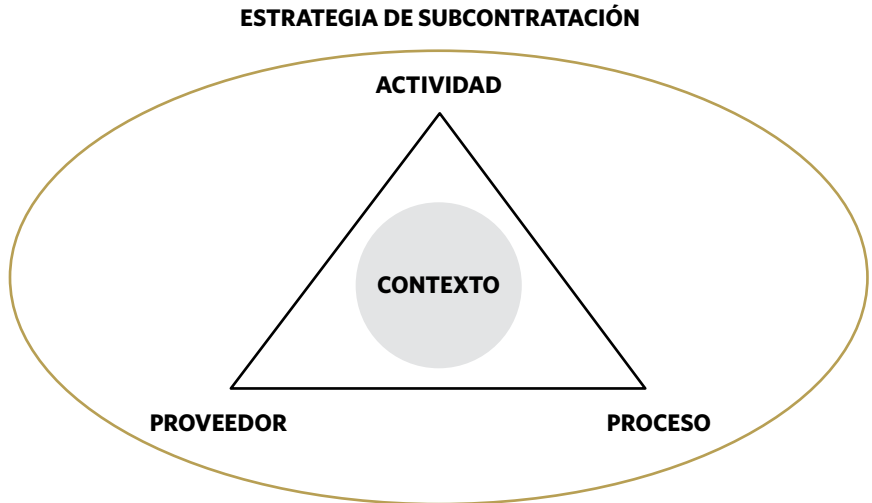 ESTRATEGIA DE SUBCONTRATACIÓN
ACTIVIDAD
CONTEXTO
PROVEEDOR
PROCESO